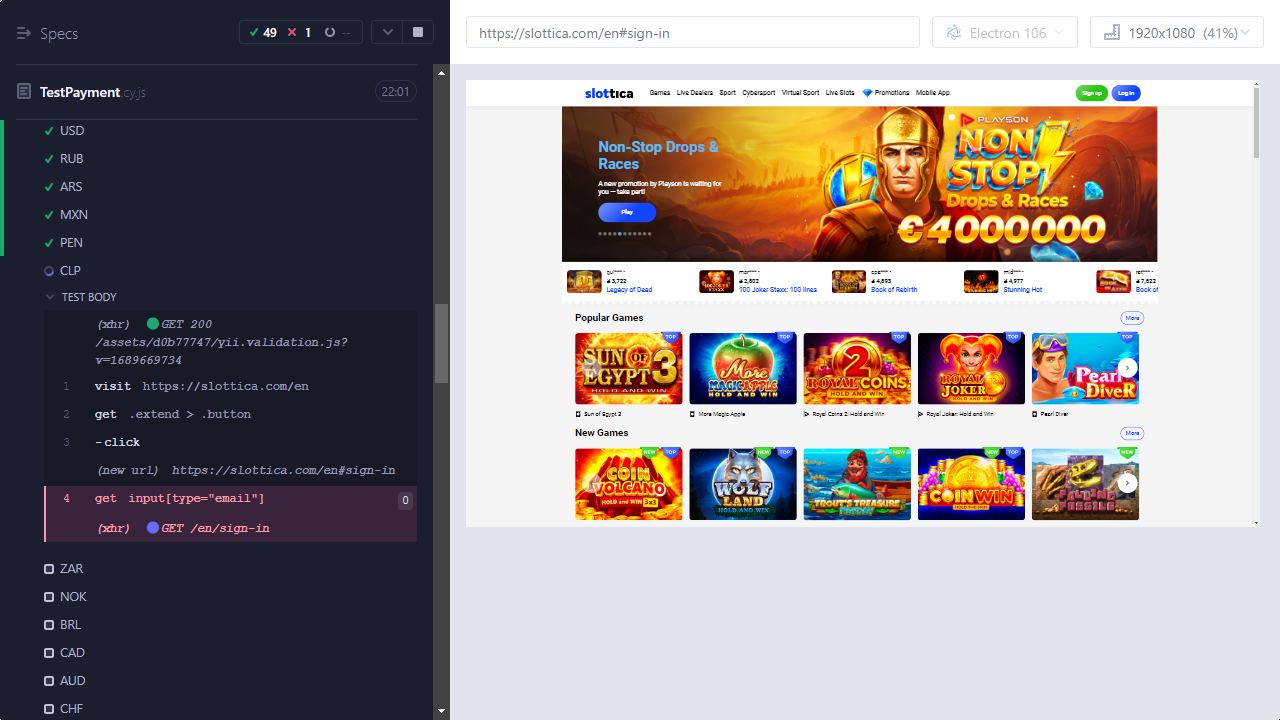 Specs
49
1
--
https://slottica.com/en#sign-in
Electron 106
1920x1080 (41%)
TestPayment.cy.js
22:01
USD
RUB
ARS
MXN
PEN
CLP
TEST BODY
(xhr) GET 200
/assets/d0b77747/yii.validation.js?
v=1689669734
1 visit https://slottica.com/en
2 get .extend > .button
3 -click
(new url) https://slottica.com/en#sign-in
4 get input[type="email"] 0
(xhr) GET /en/sign-in
ZAR
NOK
BRL
CAD
AUD
CHF
slottica
Games Live Dealers Sport Cybersport Virtual Sport Live Slots Promotions Mobile App
Sign up
Log in
Non-Stop Drops &
Races
A new promotion by Playson is waiting for
you — take part!
Play
PLAYSON
NON
STOP
Drops & Races
€4000000
Legacy of Dead
100 Joker Staxx: 100 lines
Book of Rebirth
Stunning Hot
Book of
Popular Games
More
TOP
TOP
TOP
TOP
TOP
SUN OF EGYPT 3
HOLD AND WIN
More
MAGIC APPLE
HOLD AND WIN
2
ROYAL COINS
HOLD AND WIN
ROYAL
JOKER
HOLD AND WIN
Pearl
DiveR
Sun of Egypt 3
More Magic Apple
Royal Coins 2: Hold and Win
Royal Joker: Hold and Win
Pearl Diver
New Games
More
NEW TOP
NEW TOP
NEW
NEW TOP
NEW
COIN
VOLCANO
HOLD AND WIN
WOLF
LAND
HOLD AND WIN
TROUT'S TREASURE
COIN WIN
HOLD THE SPIN
FALLING
FOSSILS